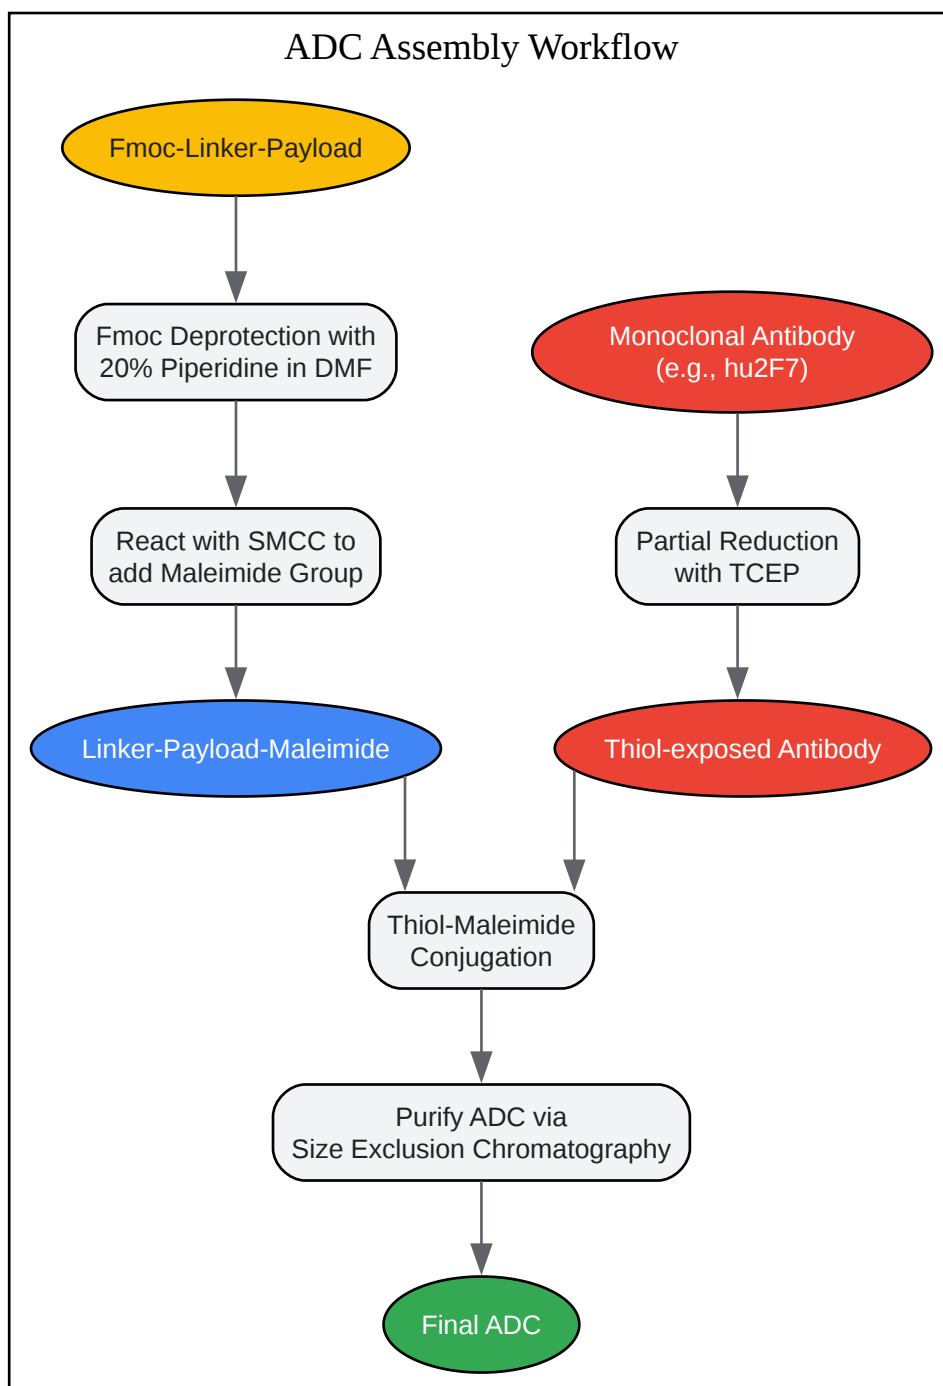 ADC Assembly Workflow
Fmoc-Linker-Payload
Fmoc Deprotection with
20% Piperidine in DMF
React with SMCC to
add Maleimide Group
Linker-Payload-Maleimide
Monoclonal Antibody
(e.g., hu2F7)
Partial Reduction
with TCEP
Thiol-exposed Antibody
Thiol-Maleimide
Conjugation
Purify ADC via
Size Exclusion Chromatography
Final ADC